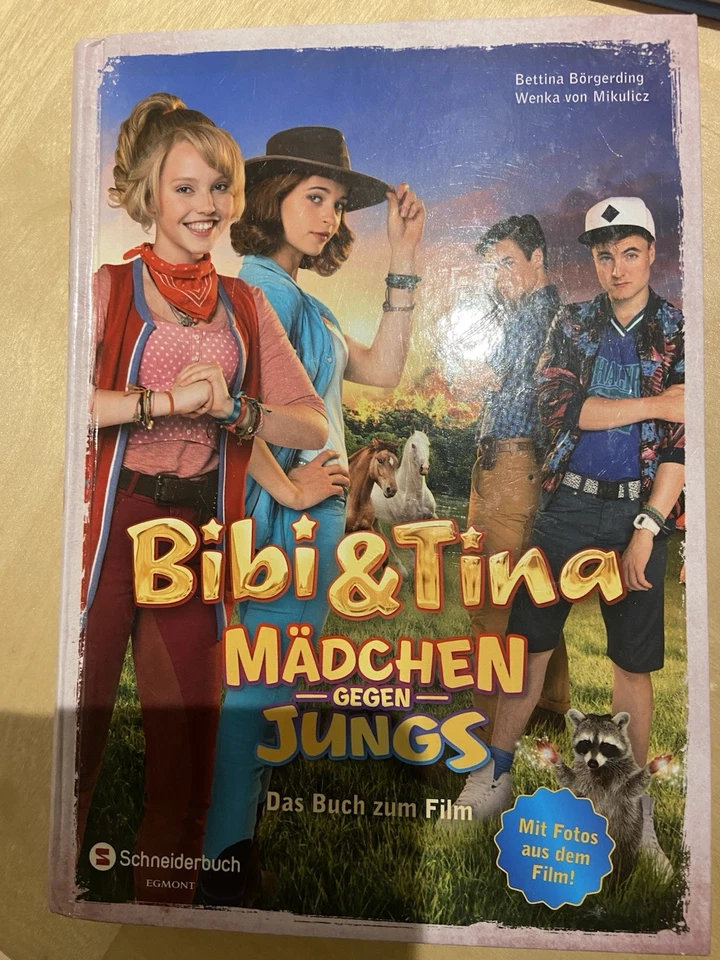 Bettina Börgerding
Wenka von Mikulicz
Bibi & Tina
MÄDCHEN
GEGEN
JUNGS
Das Buch zum Film
Mit Fotos
aus dem
Film!
S Schneiderbuch
EGMONT